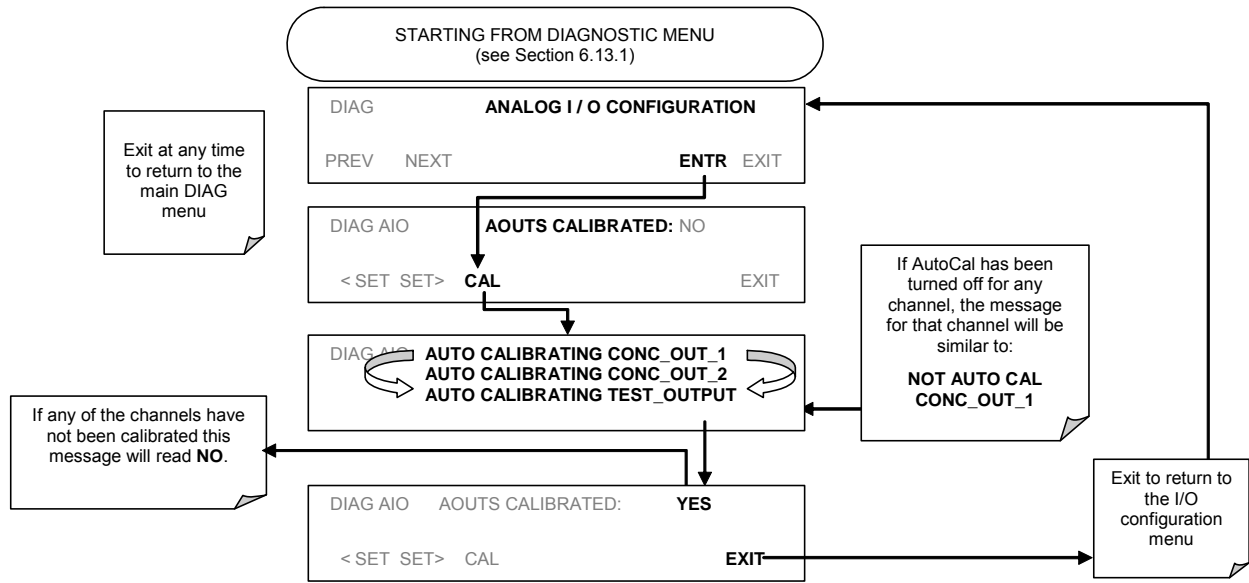 STARTING FROM DIAGNOSTIC MENU
(see Section 6.13.1)
DIAG ANALOG I / O CONFIGURATION
PREV NEXT ENTR EXIT
Exit at any time
to return to the
main DIAG
menu
DIAG AIO AOUTS CALIBRATED: NO
< SET SET> CAL EXIT
If AutoCal has been
turned off for any
channel, the message
for that channel will be
similar to:
NOT AUTO CAL
CONC_OUT_1
DIAG AIO AUTO CALIBRATING CONC_OUT_1
AUTO CALIBRATING CONC_OUT_2
AUTO CALIBRATING TEST_OUTPUT
If any of the channels have
not been calibrated this
message will read NO.
DIAG AIO AOUTS CALIBRATED: YES
< SET SET> CAL EXIT
Exit to return to
the I/O
configuration
menu